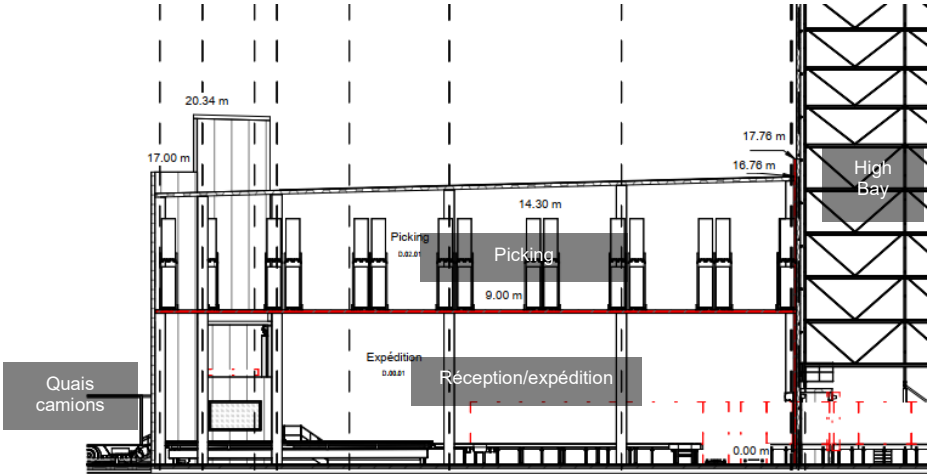 20.34 m
17.00 m
17.76 m
16.76 m
High
Bay
14.30 m
Picking
D.02.01
Picking
9.00 m
Expédition
D.00.01
Réception/expédition
Quais
camions
0.00 m